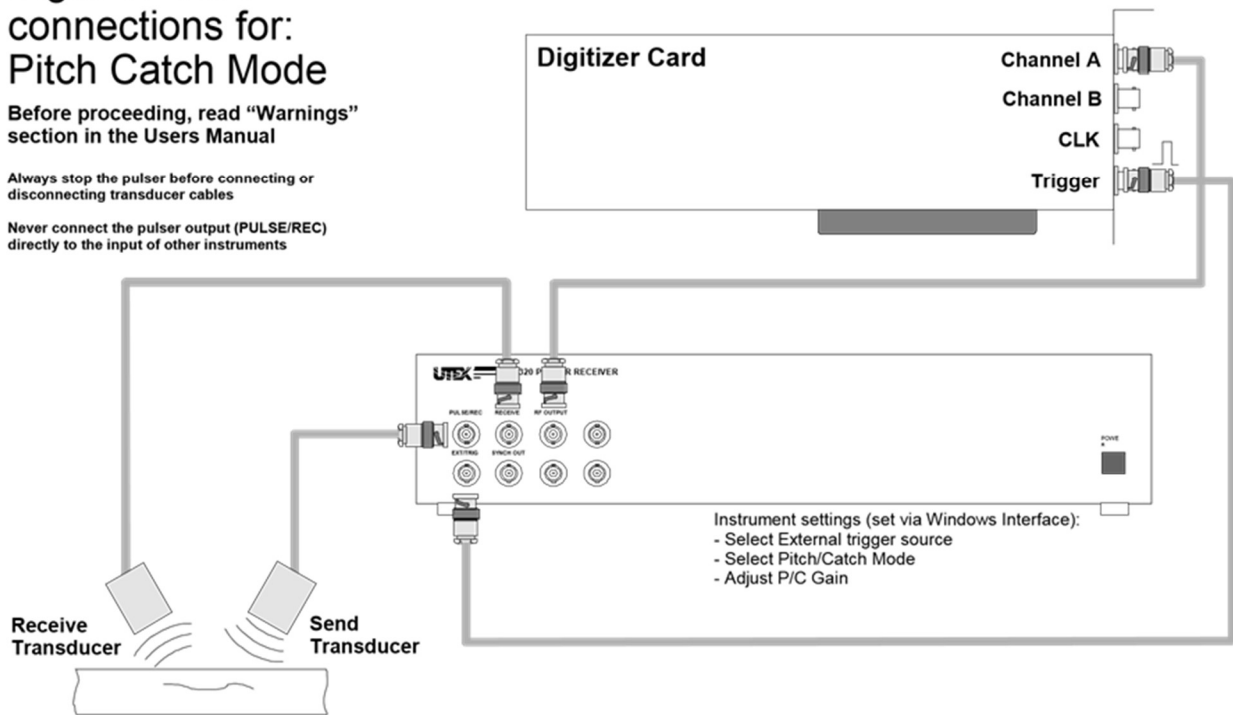 connections for:
Pitch Catch Mode
Before proceeding, read “Warnings”
section in the Users Manual
Always stop the pulser before connecting or
disconnecting transducer cables
Never connect the pulser output (PULSE/REC)
directly to the input of other instruments
Digitizer Card
Channel A
Channel B
CLK
Trigger
UTEX
320 RECEIVER
PULSE/REC RECEIVE RF OUTPUT
EXT/TRIG SYNCH OUT
POWE
Instrument settings (set via Windows Interface):
- Select External trigger source
- Select Pitch/Catch Mode
- Adjust P/C Gain
Receive
Transducer
Send
Transducer